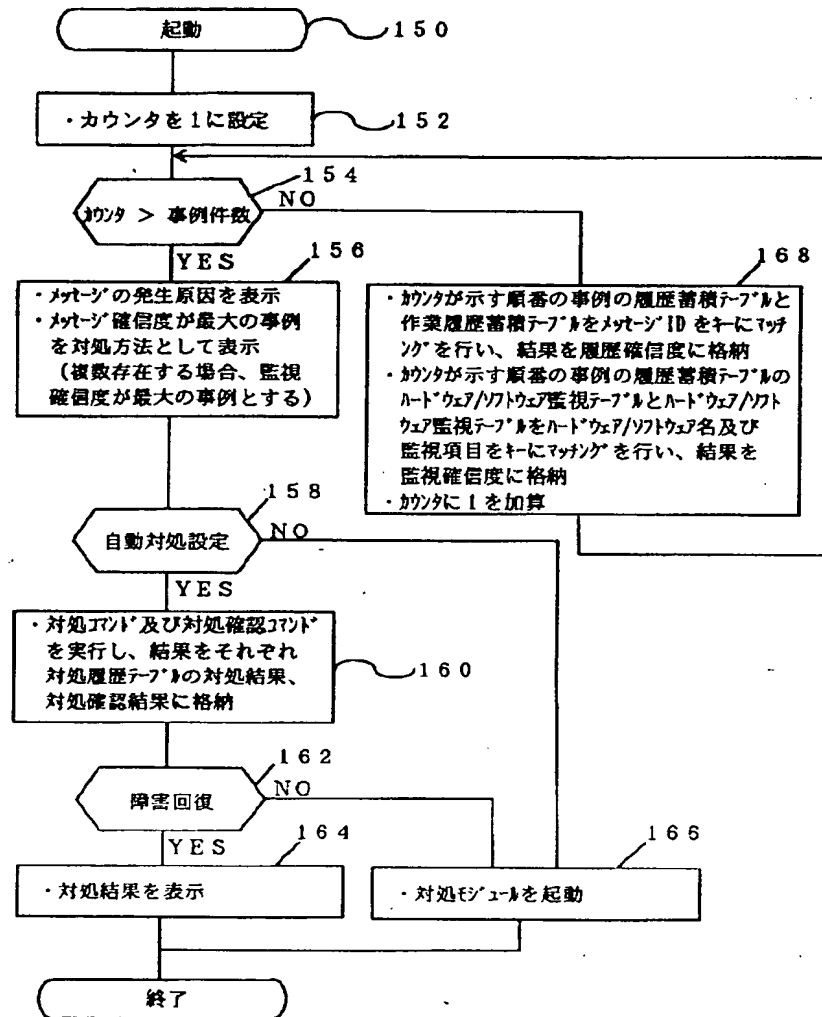 起動
150
・カウンタを1に設定
152
154
カウンタ > 事例件数
NO
YES
156
・メッセージの発生原因を表示
・メッセージ確信度が最大の事例
を対処方法として表示
(複数存在する場合、監視
確信度が最大の事例とする)
168
・カウンタが示す順番の事例の履歴蓄積テーブルと
作業履歴蓄積テーブルをメッセージIDをキーにマッチ
ングを行い、結果を履歴確信度に格納
・カウンタが示す順番の事例の履歴蓄積テーブルの
ハードウェア/ソフトウェア監視テーブルとハードウェア/ソフト
ウェア監視テーブルをハードウェア/ソフトウェア名及び
監視項目をキーにマッチングを行い、結果を
監視確信度に格納
・カウンタに1を加算
158
自動対処設定
NO
YES
・対処コマンド及び対処確認コマンド
を実行し、結果をそれぞれ
対処履歴テーブルの対処結果、
対処確認結果に格納
160
162
障害回復
NO
YES
164
・対処結果を表示
166
・対処モジュールを起動
終了